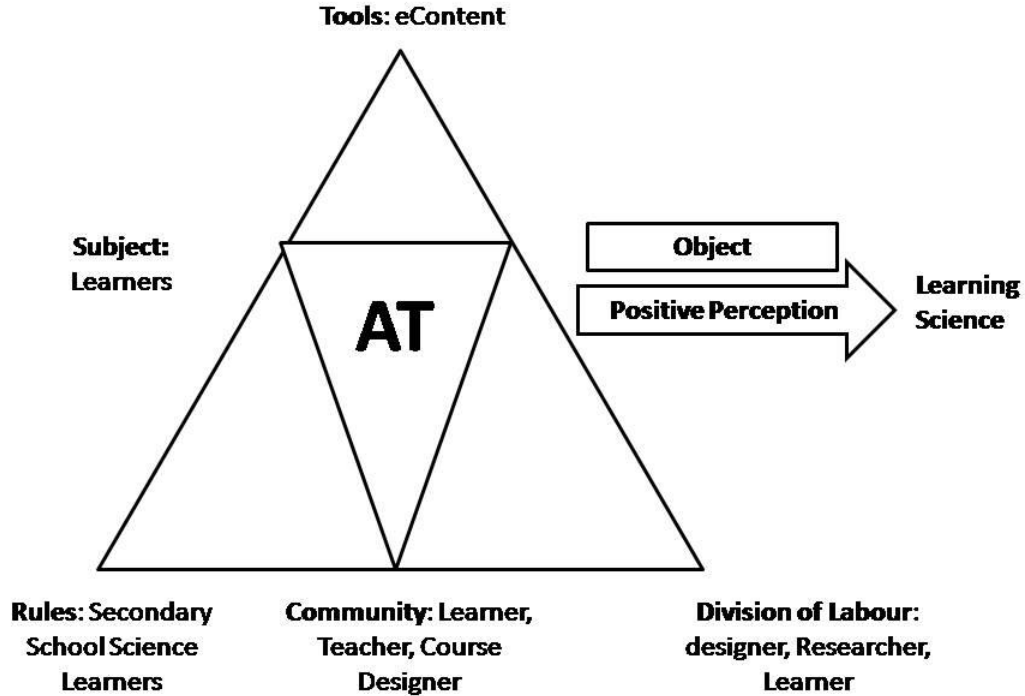 Tools: eContent
Subject:
Learners
AT
Object
Positive Perception
Learning
Science
Rules: Secondary
School Science
Learners
Community: Learner,
Teacher, Course
Designer
Division of Labour:
designer, Researcher,
Learner